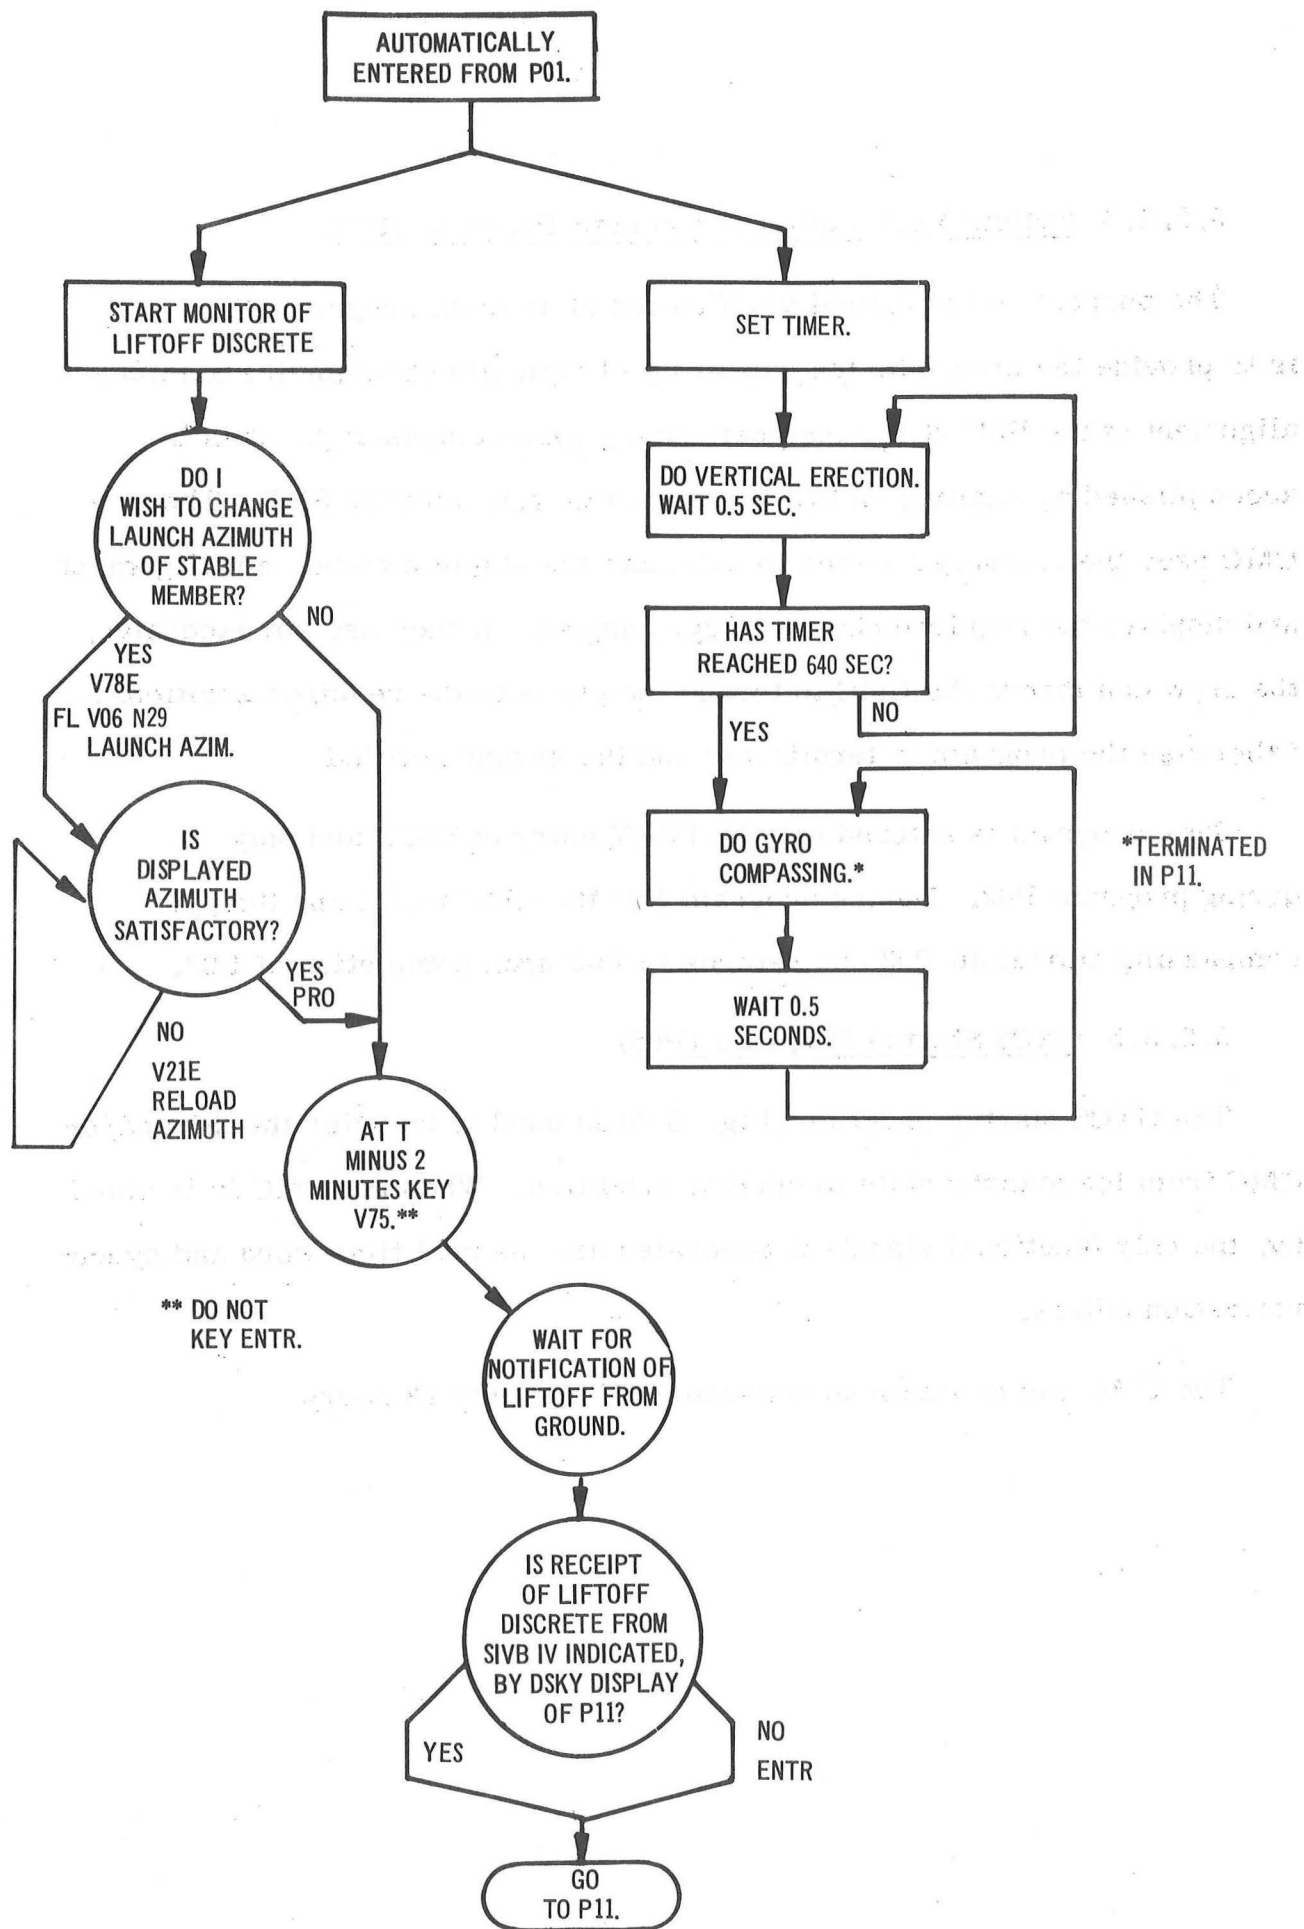 AUTOMATICALLY
ENTERED FROM P01.
START MONITOR OF
LIFTOFF DISCRETE
DO I
WISH TO CHANGE
LAUNCH AZIMUTH
OF STABLE
MEMBER?
NO
YES
V78E
FL V06 N29
LAUNCH AZIM.
IS
DISPLAYED
AZIMUTH
SATISFACTORY?
YES
PRO
NO
V21E
RELOAD
AZIMUTH
AT T
MINUS 2
MINUTES KEY
V75.**
** DO NOT
KEY ENTR.
WAIT FOR
NOTIFICATION OF
LIFTOFF FROM
GROUND.
IS RECEIPT
OF LIFTOFF
DISCRETE FROM
SIVB IV INDICATED,
BY DSKY DISPLAY
OF P11?
YES
NO
ENTR
GO
TO P11.
SET TIMER.
DO VERTICAL ERECTION.
WAIT 0.5 SEC.
HAS TIMER
REACHED 640 SEC?
YES
NO
DO GYRO
COMPASSING.*
*TERMINATED
IN P11.
WAIT 0.5
SECONDS.